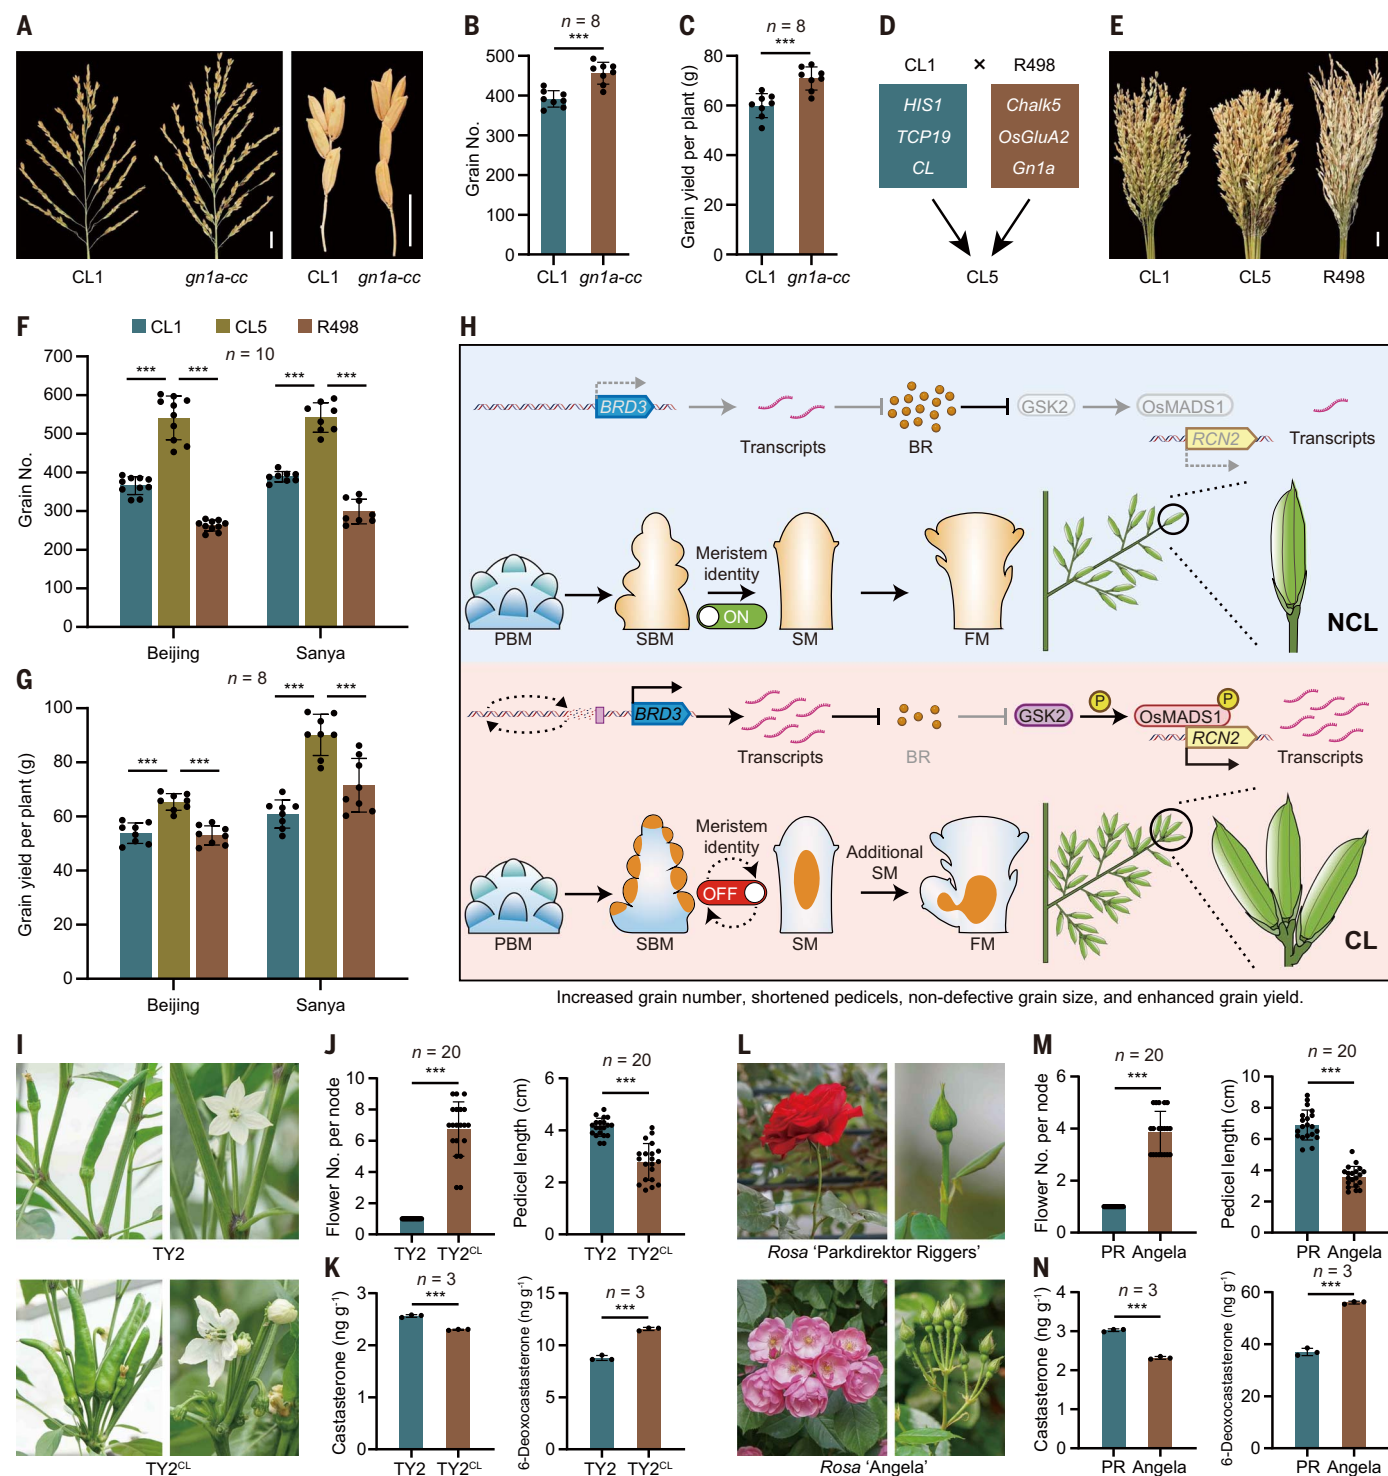 A
CL1
gn1a-cc
CL1
gn1a-cc
B
n = 8
***
Grain No.
500
400
300
200
100
0
CL1
gn1a-cc
C
n = 8
***
Grain yield per plant (g)
80
60
40
20
0
CL1
gn1a-cc
D
CL1 × R498
HIS1
TCP19
CL
Chalk5
OsGluA2
Gn1a
CL5
E
CL1
CL5
R498
F
CL1
CL5
R498
n = 10
*** *** *** ***
Grain No.
700
600
500
400
300
200
100
0
Beijing
Sanya
G
n = 8
*** *** *** ***
Grain yield per plant (g)
100
80
60
40
20
0
Beijing
Sanya
H
BRD3
Transcripts
BR
GSK2
OsMADS1
RCN2
Transcripts
PBM
SBM
Meristem
identity
ON
SM
FM
NCL
BRD3
Transcripts
BR
GSK2
P
P
OsMADS1
RCN2
Transcripts
PBM
SBM
Meristem
identity
OFF
SM
Additional
SM
FM
CL
Increased grain number, shortened pedicels, non-defective grain size, and enhanced grain yield.
I
TY2
TY2CL
J
n = 20
***
Flower No. per node
10
8
6
4
2
0
TY2
TY2CL
n = 20
***
Pedicel length (cm)
6
4
2
0
TY2
TY2CL
K
n = 3
***
Castasterone (ng g-1)
3
2
1
0
TY2
TY2CL
n = 3
***
6-Deoxocastasterone (ng g-1)
15
10
5
0
TY2
TY2CL
L
Rosa ‘Parkdirektor Riggers’
Rosa ‘Angela’
M
n = 20
***
Flower No. per node
6
4
2
0
PR
Angela
n = 20
***
Pedicel length (cm)
10
8
6
4
2
0
PR
Angela
N
n = 3
***
Castasterone (ng g-1)
4
3
2
1
0
PR
Angela
n = 3
***
6-Deoxocastasterone (ng g-1)
60
40
20
0
PR
Angela